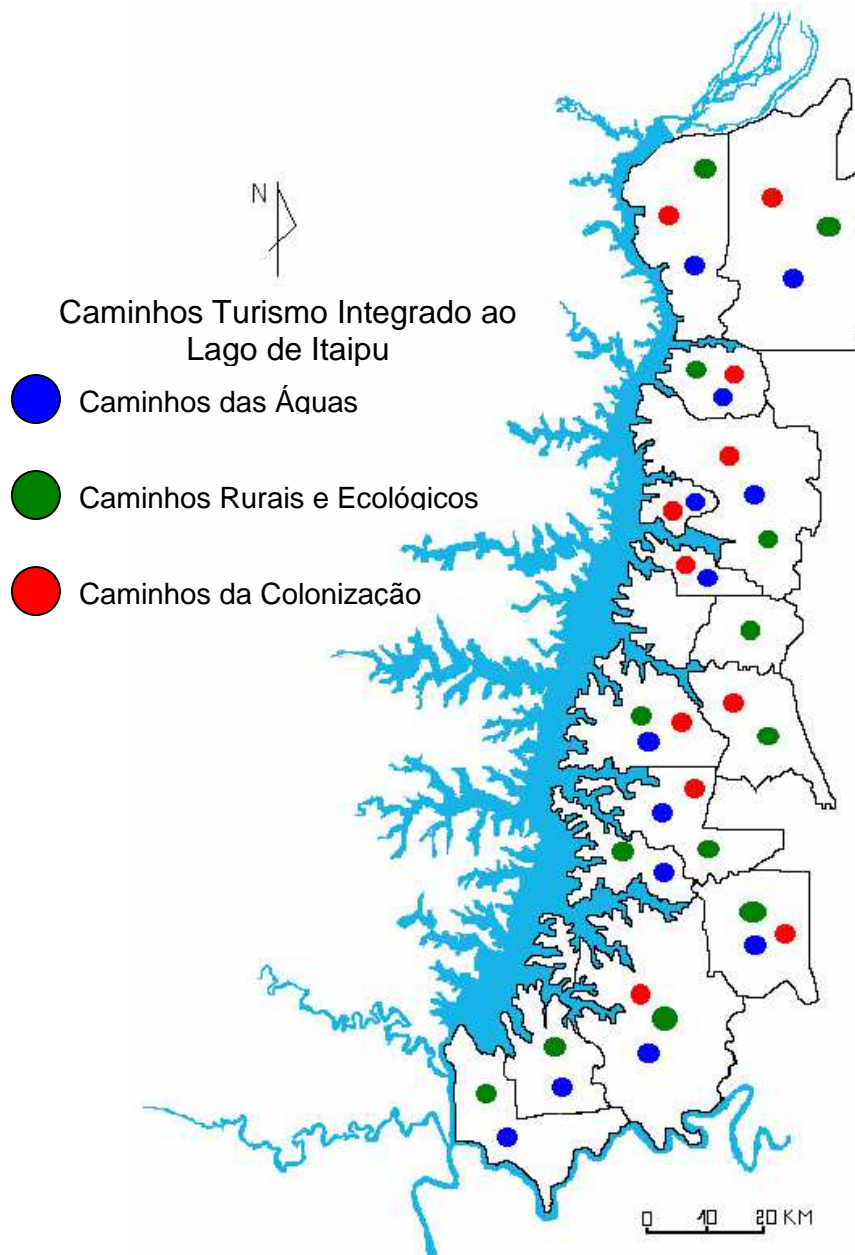 N
Caminhos Turismo Integrado ao
Lago de Itaipu
Caminhos das Águas
Caminhos Rurais e Ecológicos
Caminhos da Colonização
0 10 20 KM